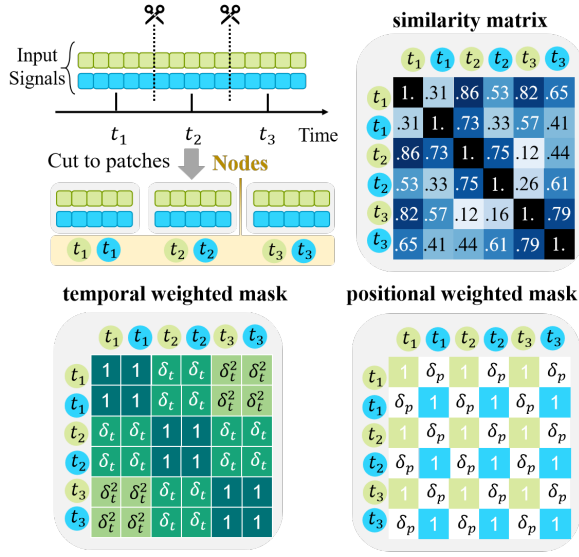 Input
Signals
t₁ t₂ t₃ Time
Cut to patches Nodes
t₁ t₁ t₂ t₂ t₃ t₃
similarity matrix
t₁ t₁ t₂ t₂ t₃ t₃
t₁ 1. .31 .86 .53 .82 .65
t₁ .31 1. .73 .33 .57 .41
t₂ .86 .73 1. .75 .12 .44
t₂ .53 .33 .75 1. .26 .61
t₃ .82 .57 .12 .16 1. .79
t₃ .65 .41 .44 .61 .79 1.
temporal weighted mask
t₁ t₁ t₂ t₂ t₃ t₃
t₁ 1 1 δₜ δₜ δₜ² δₜ²
t₁ 1 1 δₜ δₜ δₜ² δₜ²
t₂ δₜ δₜ 1 1 δₜ δₜ
t₂ δₜ δₜ 1 1 δₜ δₜ
t₃ δₜ² δₜ² δₜ δₜ 1 1
t₃ δₜ² δₜ² δₜ δₜ 1 1
positional weighted mask
t₁ t₁ t₂ t₂ t₃ t₃
t₁ 1 δₚ 1 δₚ 1 δₚ
t₁ δₚ 1 δₚ 1 δₚ 1
t₂ 1 δₚ 1 δₚ 1 δₚ
t₂ δₚ 1 δₚ 1 δₚ 1
t₃ 1 δₚ 1 δₚ 1 δₚ
t₃ δₚ 1 δₚ 1 δₚ 1